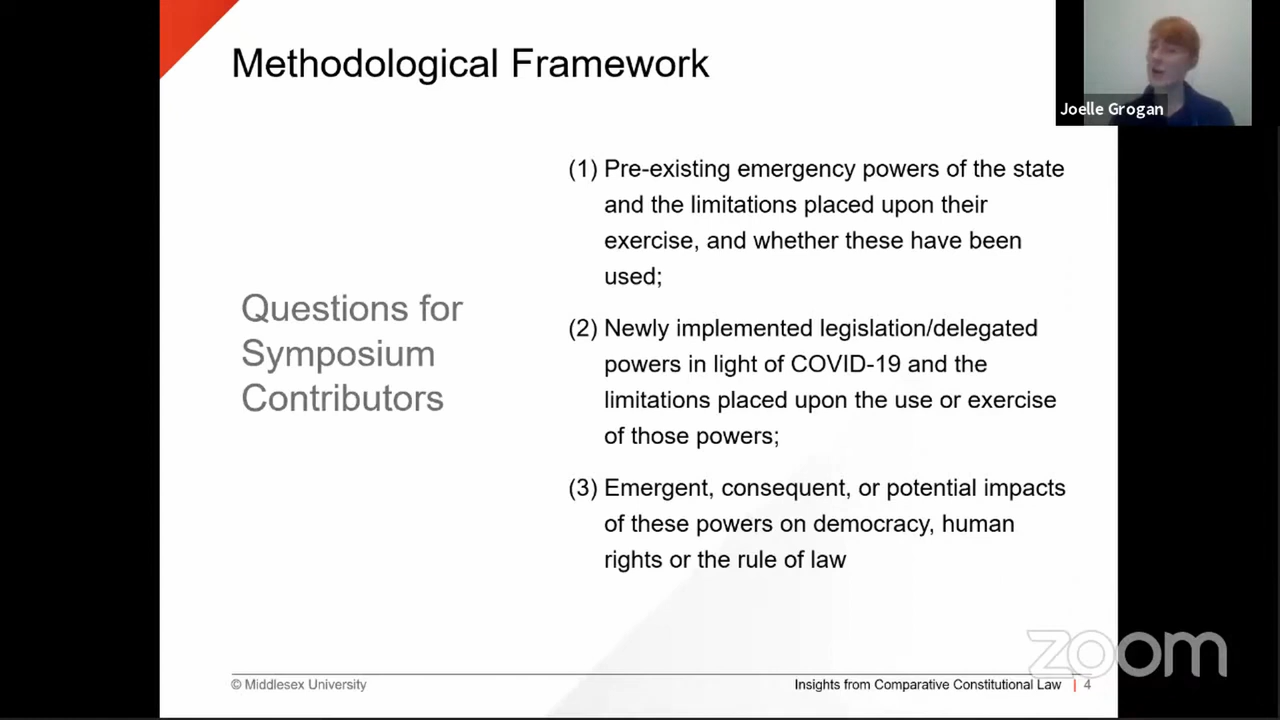 Methodological Framework
Joelle Grogan
Questions for
Symposium
Contributors
(1) Pre-existing emergency powers of the state
and the limitations placed upon their
exercise, and whether these have been
used;
(2) Newly implemented legislation/delegated
powers in light of COVID-19 and the
limitations placed upon the use or exercise
of those powers;
(3) Emergent, consequent, or potential impacts
of these powers on democracy, human
rights or the rule of law
zoom
© Middlesex University
Insights from Comparative Constitutional Law | 4